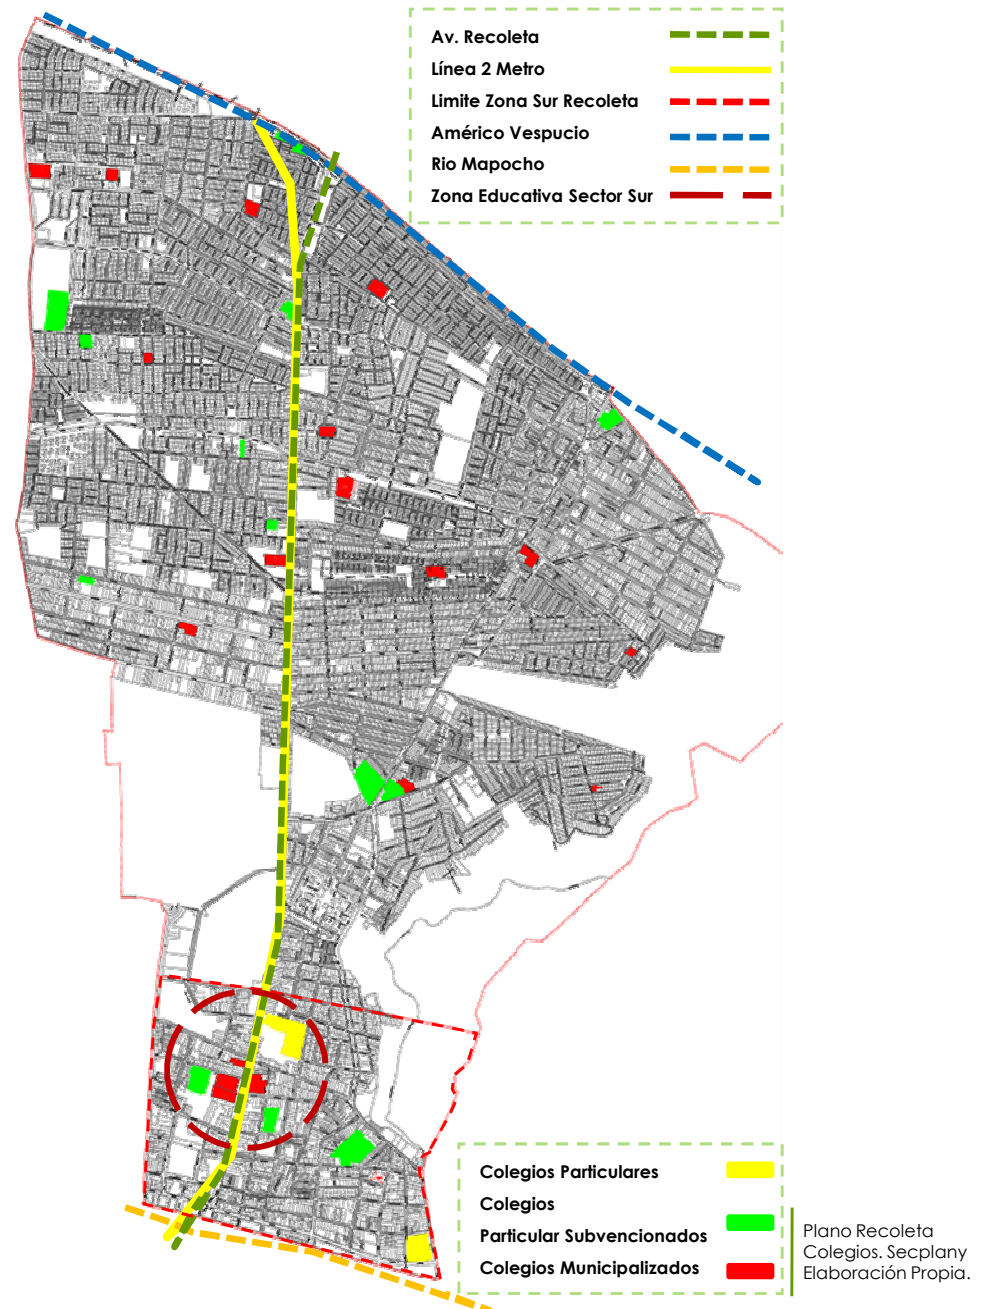 Av. Recoleta
Línea 2 Metro
Limite Zona Sur Recoleta
Américo Vespucio
Rio Mapocho
Zona Educativa Sector Sur
Colegios Particulares
Colegios
Particular Subvencionados
Colegios Municipalizados
Plano Recoleta
Colegios. Secplany
Elaboración Propia.